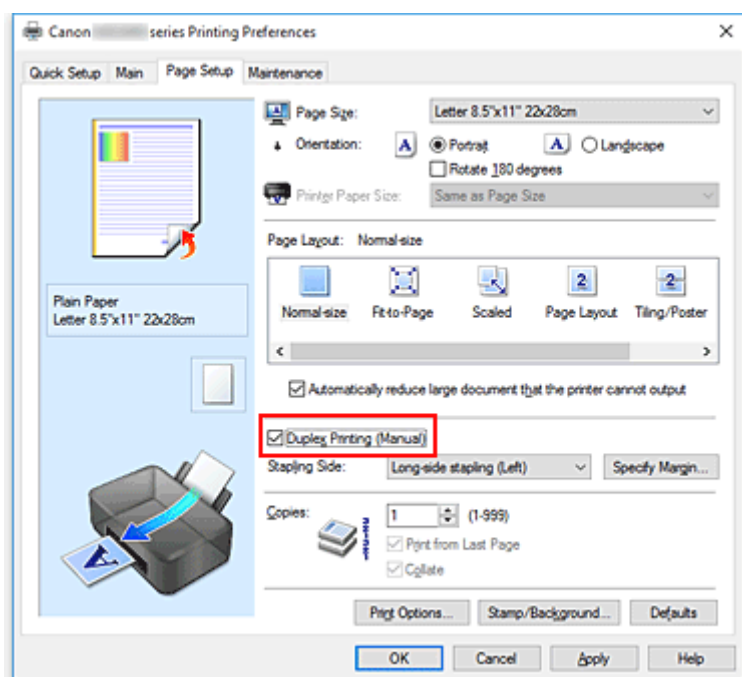 Canon series Printing Preferences
Quick Setup Main Page Setup Maintenance
Page Size: Letter 8.5"x11" 22x28cm
Orientation: A Portrait A Landscape
Rotate 180 degrees
Printer Paper Size: Same as Page Size
Page Layout: Normal-size
2 2
Normal-size Fit-to-Page Scaled Page Layout Tiling/Poster
Plain Paper
Letter 8.5"x11" 22x28cm
Automatically reduce large document that the printer cannot output
Duplex Printing (Manual)
Stapling Side: Long-side stapling (Left) Specify Margin...
Copies: 1 (1-999)
Print from Last Page
Collate
A
Print Options... Stamp/Background... Defaults
OK Cancel Apply Help